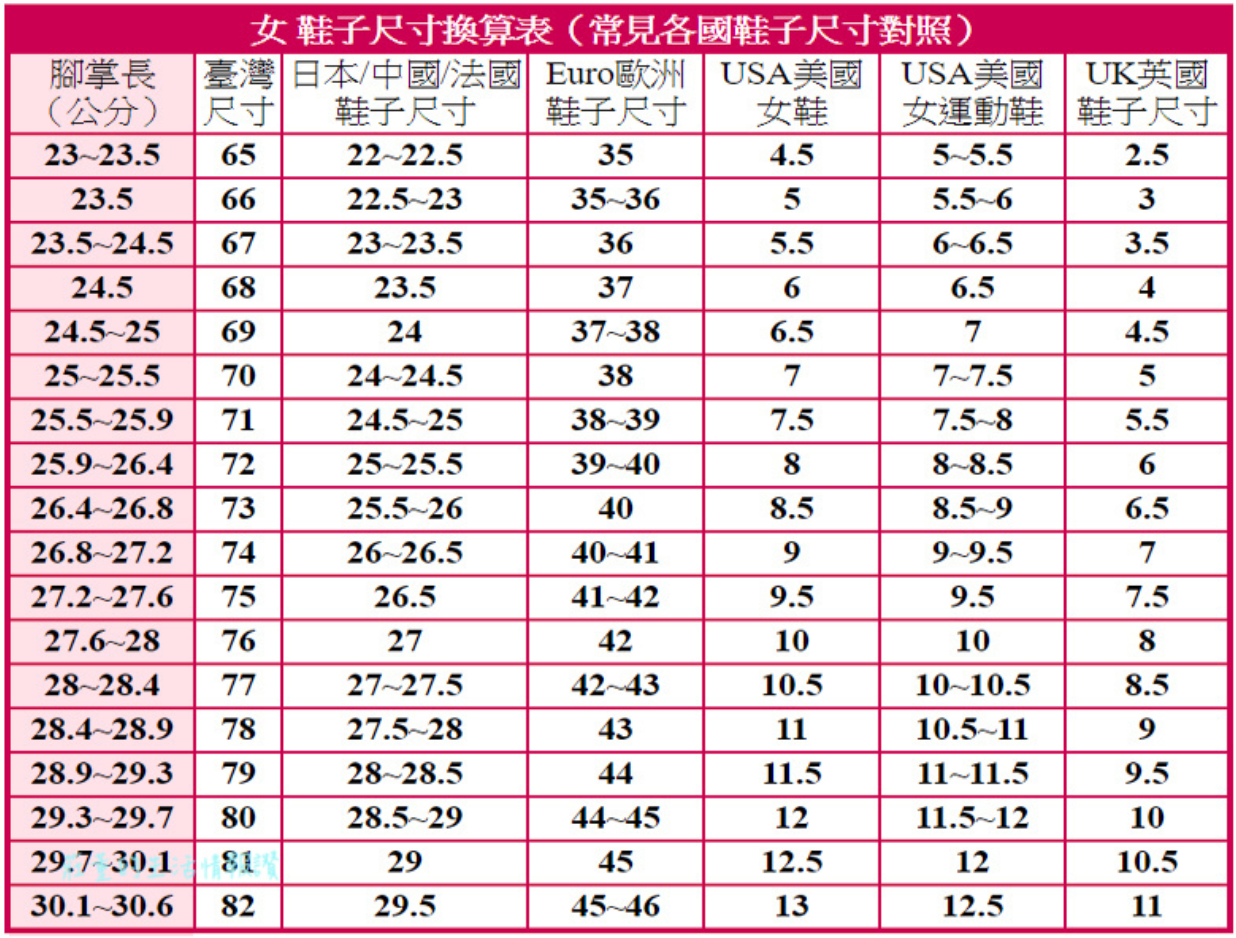 女 鞋子尺寸換算表（常見各國鞋子尺寸對照）
腳掌長（公分） 臺灣尺寸 日本/中國/法國鞋子尺寸 Euro歐洲鞋子尺寸 USA美國女鞋 USA美國女運動鞋 UK英國鞋子尺寸
23~23.5 65 22~22.5 35 4.5 5~5.5 2.5
23.5 66 22.5~23 35~36 5 5.5~6 3
23.5~24.5 67 23~23.5 36 5.5 6~6.5 3.5
24.5 68 23.5 37 6 6.5 4
24.5~25 69 24 37~38 6.5 7 4.5
25~25.5 70 24~24.5 38 7 7~7.5 5
25.5~25.9 71 24.5~25 38~39 7.5 7.5~8 5.5
25.9~26.4 72 25~25.5 39~40 8 8~8.5 6
26.4~26.8 73 25.5~26 40 8.5 8.5~9 6.5
26.8~27.2 74 26~26.5 40~41 9 9~9.5 7
27.2~27.6 75 26.5 41~42 9.5 9.5 7.5
27.6~28 76 27 42 10 10 8
28~28.4 77 27~27.5 42~43 10.5 10~10.5 8.5
28.4~28.9 78 27.5~28 43 11 10.5~11 9
28.9~29.3 79 28~28.5 44 11.5 11~11.5 9.5
29.3~29.7 80 28.5~29 44~45 12 11.5~12 10
29.7~30.1 81 29 45 12.5 12 10.5
30.1~30.6 82 29.5 45~46 13 12.5 11